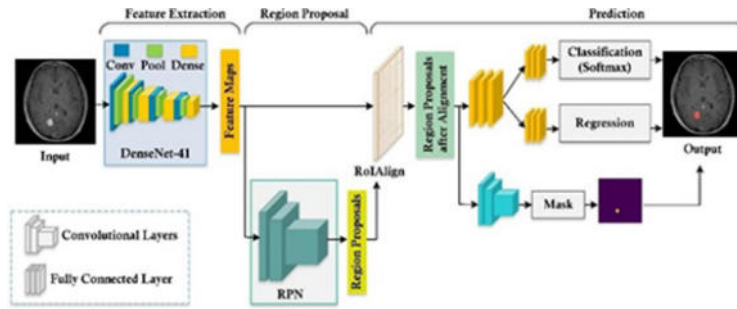 Feature Extraction
Region Proposal
Prediction
Conv Pool Dense
DenseNet-41
Input
Feature Maps
RoIAlign
Region Proposals
after Alignment
Classification
(Softmax)
Regression
Output
Mask
RPN
Region Proposals
Convolutional Layers
Fully Connected Layer